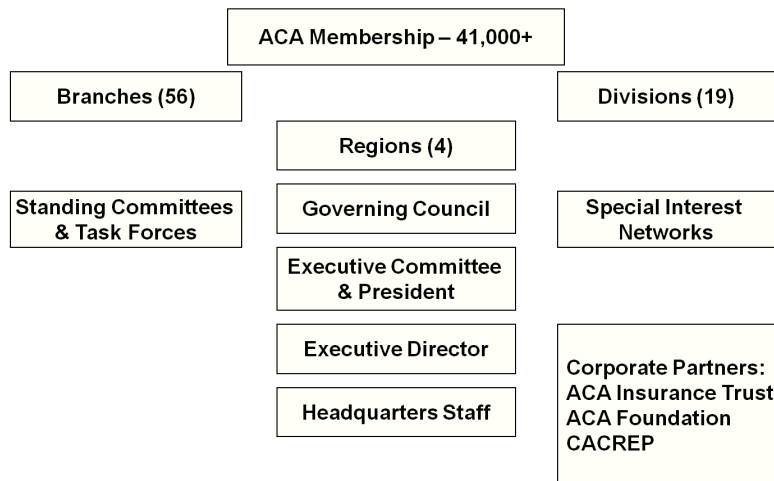 ACA Membership – 41,000+
Branches (56)
Divisions (19)
Regions (4)
Standing Committees
& Task Forces
Governing Council
Special Interest
Networks
Executive Committee
& President
Executive Director
Corporate Partners:
ACA Insurance Trust
ACA Foundation
CACREP
Headquarters Staff